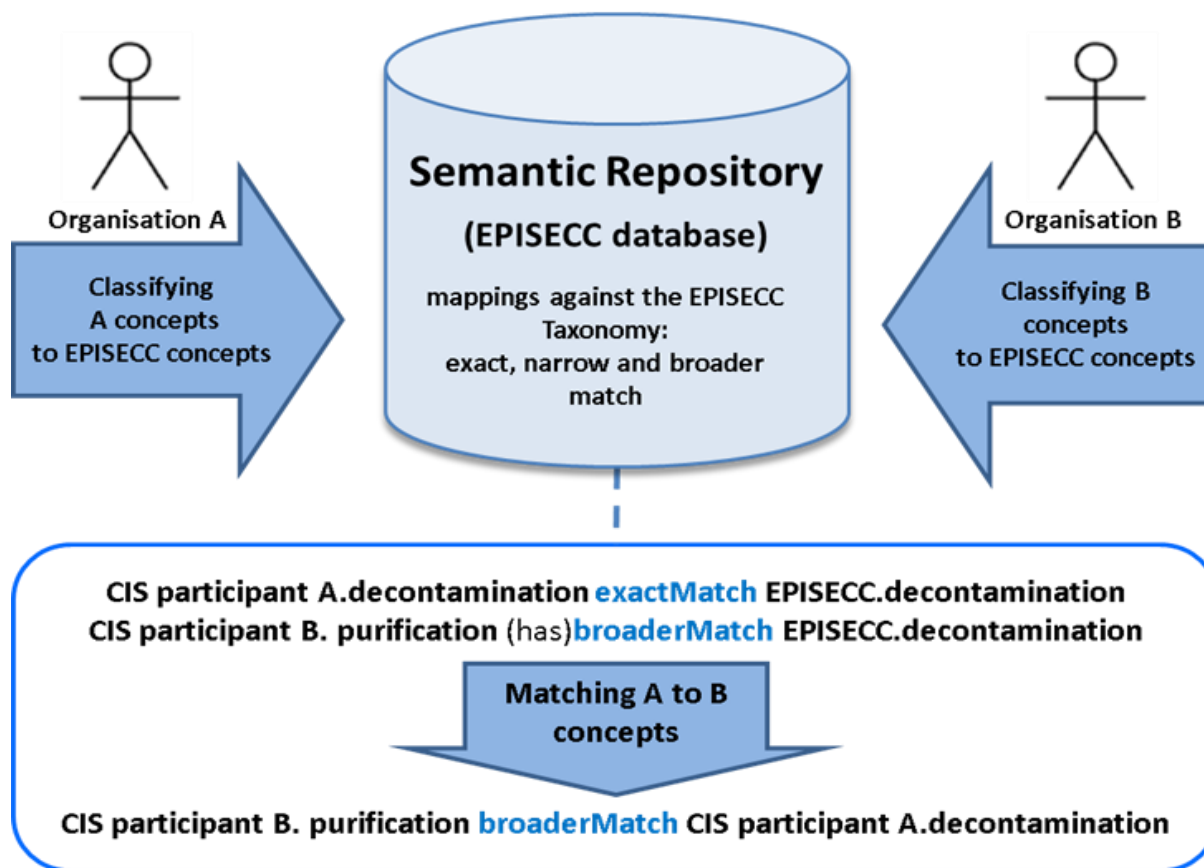 Semantic Repository
(EPISECC database)
mappings against the EPISECC
Taxonomy:
exact, narrow and broader
match
Organisation A
Classifying
A concepts
to EPISECC concepts
Organisation B
Classifying B
concepts
to EPISECC concepts
CIS participant A.decontamination exactMatch EPISECC.decontamination
CIS participant B. purification (has)broaderMatch EPISECC.decontamination
Matching A to B
concepts
CIS participant B. purification broaderMatch CIS participant A.decontamination